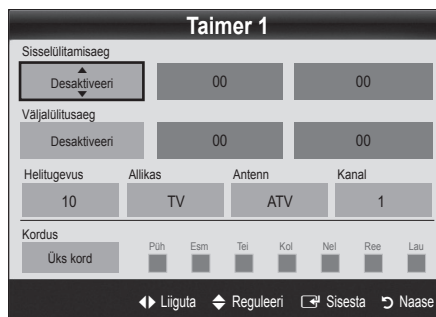 Taimer 1
Sisselülitamisaeg
Desaktiveeri 00 00
Väljalülitusaeg
Desaktiveeri 00 00
Helitugevus Allikas Antenn Kanal
10 TV ATV 1
Kordus
Püh Esm Tei Kol Nel Ree Lau
Üks kord
Liiguta Reguleeri Sisesta Naase